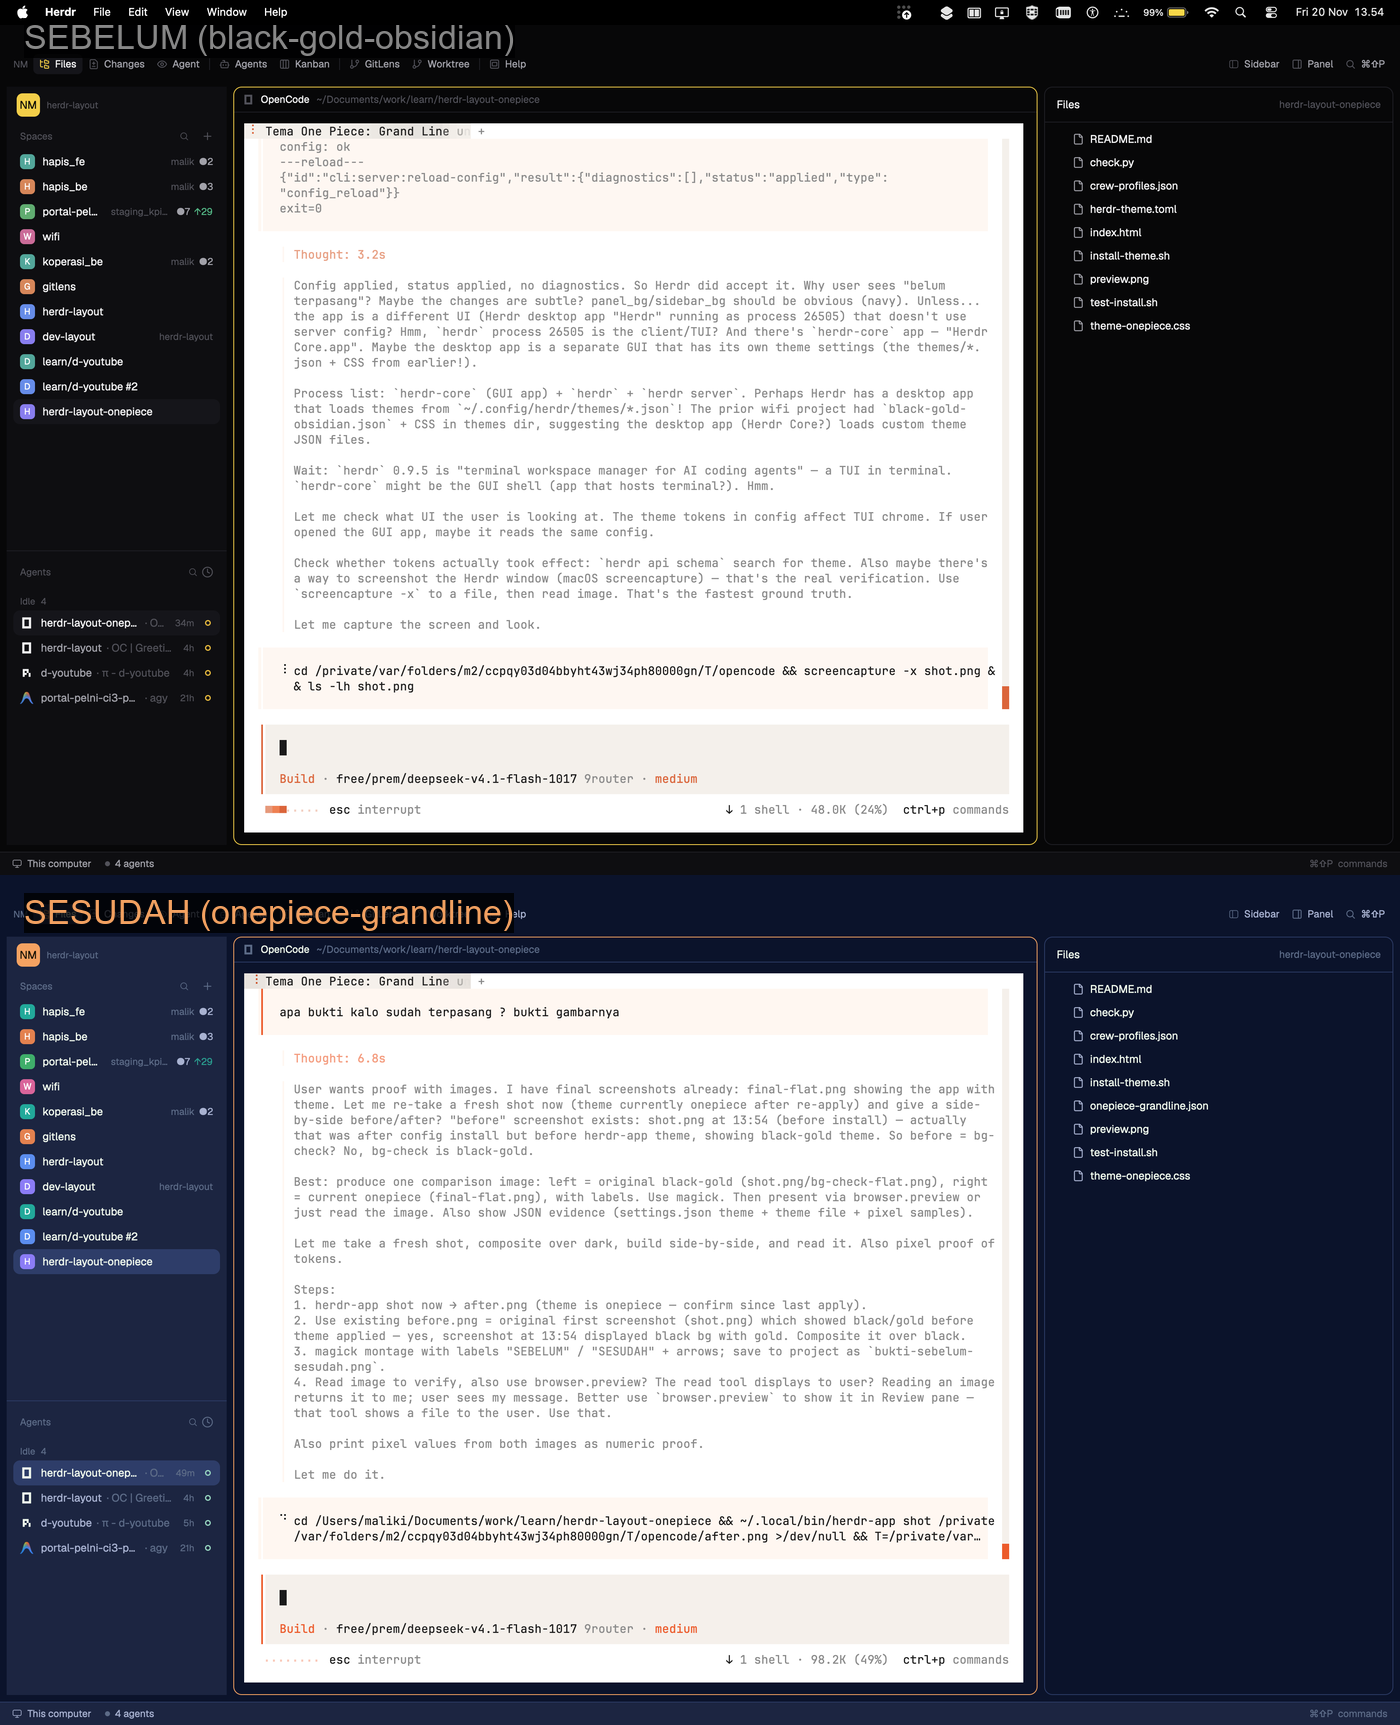 Herdr File Edit View Window Help 99% Fri 20 Nov 13.54
SEBELUM (black-gold-obsidian)
NM Files Changes Agent Agents Kanban GitLens Worktree Help Sidebar Panel ⌘⇧P
NM herdr-layout
Spaces +
H hapis_fe malik ●2
H hapis_be malik ●3
P portal-pel... staging_kpi... ●7 ↑29
W wifi
K koperasi_be malik ●2
G gitlens
H herdr-layout
D dev-layout herdr-layout
D learn/d-youtube
D learn/d-youtube #2
H herdr-layout-onepiece
Agents
Idle 4
herdr-layout-onep... · O... 34m
herdr-layout · OC | Greeti... 4h
d-youtube · π - d-youtube 4h
portal-pelni-ci3-p... · agy 21h
OpenCode ~/Documents/work/learn/herdr-layout-onepiece
Tema One Piece: Grand Line un +
config: ok
---reload---
{"id":"cli:server:reload-config","result":{"diagnostics":[],"status":"applied","type":
"config_reload"}}
exit=0
Thought: 3.2s
Config applied, status applied, no diagnostics. So Herdr did accept it. Why user sees "belum
terpasang"? Maybe the changes are subtle? panel_bg/sidebar_bg should be obvious (navy). Unless...
the app is a different UI (Herdr desktop app "Herdr" running as process 26505) that doesn't use
server config? Hmm, `herdr` process 26505 is the client/TUI? And there's `herdr-core` app — "Herdr
Core.app". Maybe the desktop app is a separate GUI that has its own theme settings (the themes/*.
json + CSS from earlier!).
Process list: `herdr-core` (GUI app) + `herdr` + `herdr server`. Perhaps Herdr has a desktop app
that loads themes from `~/.config/herdr/themes/*.json`! The prior wifi project had `black-gold-
obsidian.json` + CSS in themes dir, suggesting the desktop app (Herdr Core?) loads custom theme
JSON files.
Wait: `herdr` 0.9.5 is "terminal workspace manager for AI coding agents" — a TUI in terminal.
`herdr-core` might be the GUI shell (app that hosts terminal?). Hmm.
Let me check what UI the user is looking at. The theme tokens in config affect TUI chrome. If user
opened the GUI app, maybe it reads the same config.
Check whether tokens actually took effect: `herdr api schema` search for theme. Also maybe there's
a way to screenshot the Herdr window (macOS screencapture) — that's the real verification. Use
`screencapture -x` to a file, then read image. That's the fastest ground truth.
Let me capture the screen and look.
cd /private/var/folders/m2/ccpqy03d04bbyht43wj34ph80000gn/T/opencode && screencapture -x shot.png &
& ls -lh shot.png
Build · free/prem/deepseek-v4.1-flash-1017 9router · medium
esc interrupt ↓ 1 shell · 48.0K (24%) ctrl+p commands
Files herdr-layout-onepiece
README.md
check.py
crew-profiles.json
herdr-theme.toml
index.html
install-theme.sh
preview.png
test-install.sh
theme-onepiece.css
This computer 4 agents ⌘⇧P commands
SESUDAH (onepiece-grandline)
elp Sidebar Panel ⌘⇧P
NM herdr-layout
Spaces +
H hapis_fe malik ●2
H hapis_be malik ●3
P portal-pel... staging_kpi... ●7 ↑29
W wifi
K koperasi_be malik ●2
G gitlens
H herdr-layout
D dev-layout herdr-layout
D learn/d-youtube
D learn/d-youtube #2
H herdr-layout-onepiece
Agents
Idle 4
herdr-layout-onep... · O... 49m
herdr-layout · OC | Greeti... 4h
d-youtube · π - d-youtube 5h
portal-pelni-ci3-p... · agy 21h
OpenCode ~/Documents/work/learn/herdr-layout-onepiece
Tema One Piece: Grand Line u +
apa bukti kalo sudah terpasang ? bukti gambarnya
Thought: 6.8s
User wants proof with images. I have final screenshots already: final-flat.png showing the app with
theme. Let me re-take a fresh shot now (theme currently onepiece after re-apply) and give a side-
by-side before/after? "before" screenshot exists: shot.png at 13:54 (before install) — actually
that was after config install but before herdr-app theme, showing black-gold theme. So before = bg-
check? No, bg-check is black-gold.
Best: produce one comparison image: left = original black-gold (shot.png/bg-check-flat.png), right
= current onepiece (final-flat.png), with labels. Use magick. Then present via browser.preview or
just read the image. Also show JSON evidence (settings.json theme + theme file + pixel samples).
Let me take a fresh shot, composite over dark, build side-by-side, and read it. Also pixel proof of
tokens.
Steps:
1. herdr-app shot now → after.png (theme is onepiece — confirm since last apply).
2. Use existing before.png = original first screenshot (shot.png) which showed black/gold before
theme applied — yes, screenshot at 13:54 displayed black bg with gold. Composite it over black.
3. magick montage with labels "SEBELUM" / "SESUDAH" + arrows; save to project as `bukti-sebelum-
sesudah.png`.
4. Read image to verify, also use browser.preview? The read tool displays to user? Reading an image
returns it to me; user sees my message. Better use `browser.preview` to show it in Review pane —
that tool shows a file to the user. Use that.
Also print pixel values from both images as numeric proof.
Let me do it.
cd /Users/maliki/Documents/work/learn/herdr-layout-onepiece && ~/.local/bin/herdr-app shot /private
/var/folders/m2/ccpqy03d04bbyht43wj34ph80000gn/T/opencode/after.png >/dev/null && T=/private/var…
Build · free/prem/deepseek-v4.1-flash-1017 9router · medium
esc interrupt ↓ 1 shell · 98.2K (49%) ctrl+p commands
Files herdr-layout-onepiece
README.md
check.py
crew-profiles.json
index.html
install-theme.sh
onepiece-grandline.json
preview.png
test-install.sh
theme-onepiece.css
This computer 4 agents ⌘⇧P commands